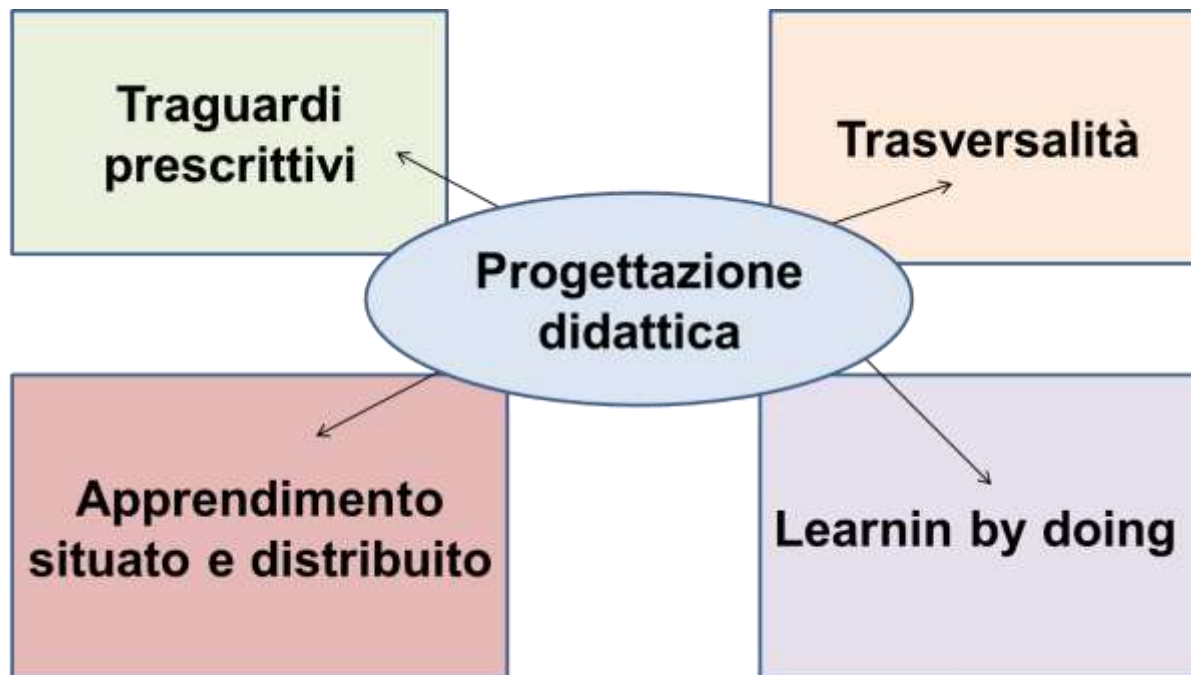 Traguardi
prescrittivi
Trasversalità
Progettazione
didattica
Apprendimento
situato e distribuito
Learnin by doing